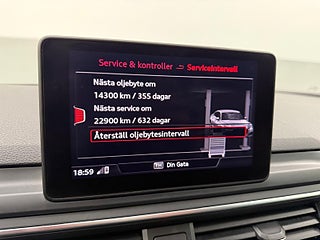 Service & kontroller Serviceintervall
Nästa oljebyte om
14300 km / 355 dagar
Nästa service om
22900 km / 632 dagar
Återställ oljebytesintervall
18:59 Din Gata